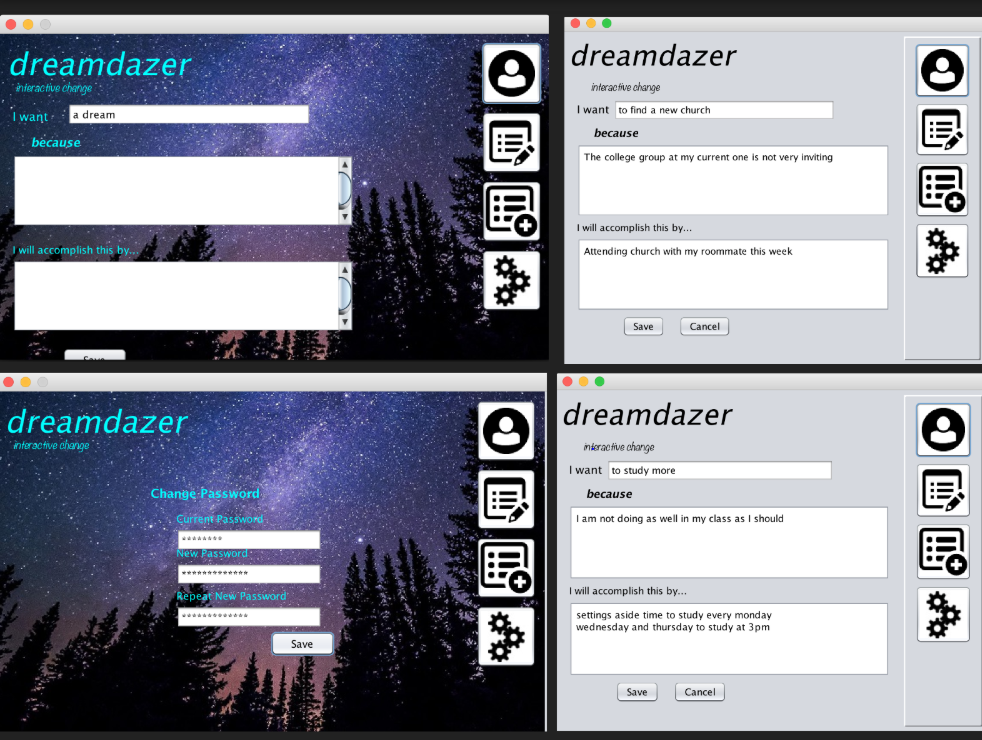 dreamdazer
interactive change
I want a dream
because
I will accomplish this by...
Save
dreamdazer
interactive change
I want to find a new church
because
The college group at my current one is not very inviting
I will accomplish this by...
Attending church with my roommate this week
Save Cancel
dreamdazer
interactive change
Change Password
Current Password
********
New Password
*************
Repeat New Password
*************
Save
dreamdazer
interactive change
I want to study more
because
I am not doing as well in my class as I should
I will accomplish this by...
settings aside time to study every monday
wednesday and thursday to study at 3pm
Save Cancel